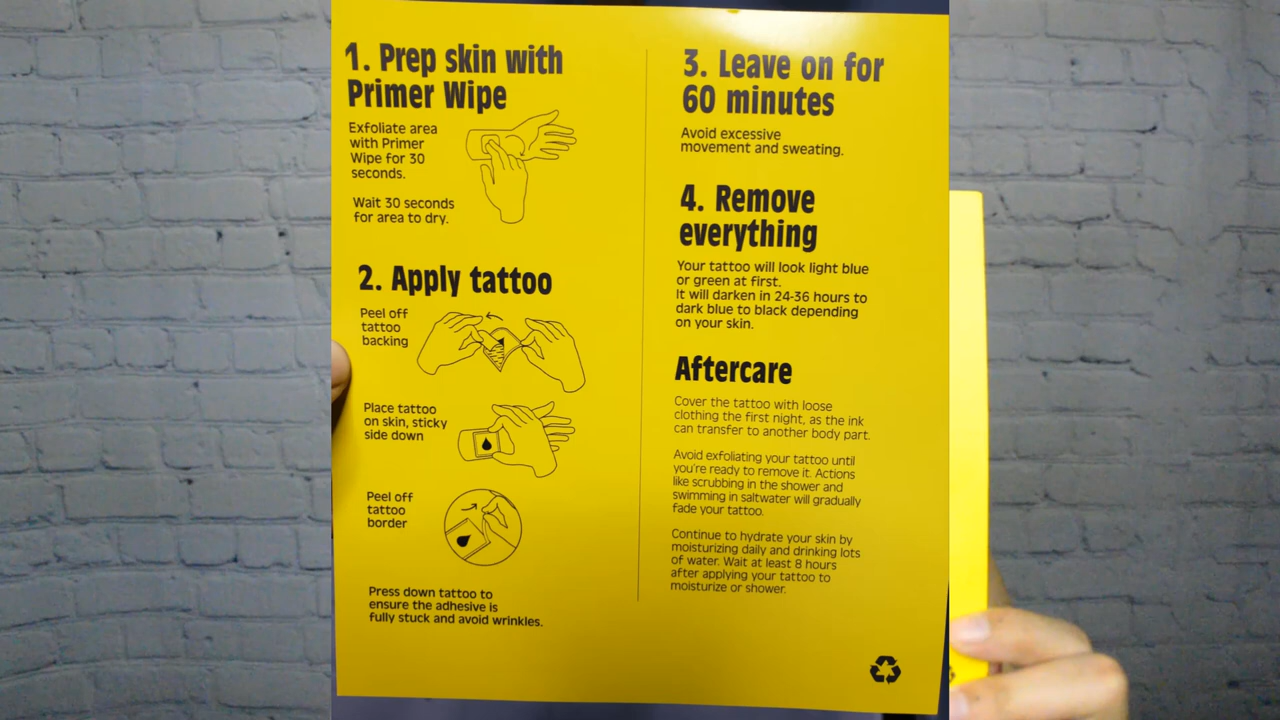 1. Prep skin with
Primer Wipe
Exfoliate area
with Primer
Wipe for 30
seconds.
Wait 30 seconds
for area to dry.
2. Apply tattoo
Peel off
tattoo
backing
Place tattoo
on skin, sticky
side down
Peel off
tattoo
border
Press down tattoo to
ensure the adhesive is
fully stuck and avoid wrinkles.
3. Leave on for
60 minutes
Avoid excessive
movement and sweating.
4. Remove
everything
Your tattoo will look light blue
or green at first.
It will darken in 24-36 hours to
dark blue to black depending
on your skin.
Aftercare
Cover the tattoo with loose
clothing the first night, as the ink
can transfer to another body part.
Avoid exfoliating your tattoo until
you're ready to remove it. Actions
like scrubbing in the shower and
swimming in saltwater will gradually
fade your tattoo.
Continue to hydrate your skin by
moisturizing daily and drinking lots
of water. Wait at least 8 hours
after applying your tattoo to
moisturize or shower.